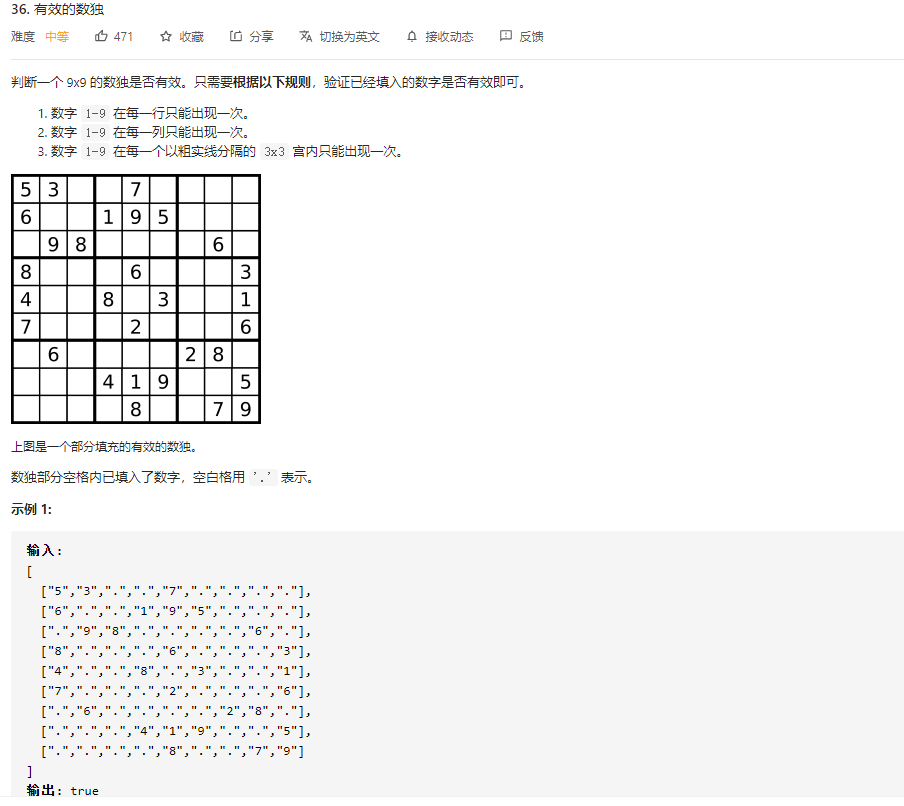 36. 有效的数独
难度 中等 471 收藏 分享 切换为英文 接收动态 反馈
判断一个 9x9 的数独是否有效。只需要根据以下规则，验证已经填入的数字是否有效即可。
1. 数字 1-9 在每一行只能出现一次。
2. 数字 1-9 在每一列只能出现一次。
3. 数字 1-9 在每一个以粗实线分隔的 3x3 宫内只能出现一次。
5 3 7
6 1 9 5
9 8 6
8 6 3
4 8 3 1
7 2 6
6 2 8
4 1 9 5
8 7 9
上图是一个部分填充的有效的数独。
数独部分空格内已填入了数字，空白格用 '.' 表示。
示例 1:
输入:
[
["5","3",".",".","7",".",".",".","."],
["6",".",".","1","9","5",".",".","."],
[".","9","8",".",".",".",".","6","."],
["8",".",".",".","6",".",".",".","3"],
["4",".",".","8",".","3",".",".","1"],
["7",".",".",".","2",".",".",".","6"],
[".","6",".",".",".",".","2","8","."],
[".",".",".","4","1","9",".",".","5"],
[".",".",".",".","8",".",".","7","9"]
]
输出: true